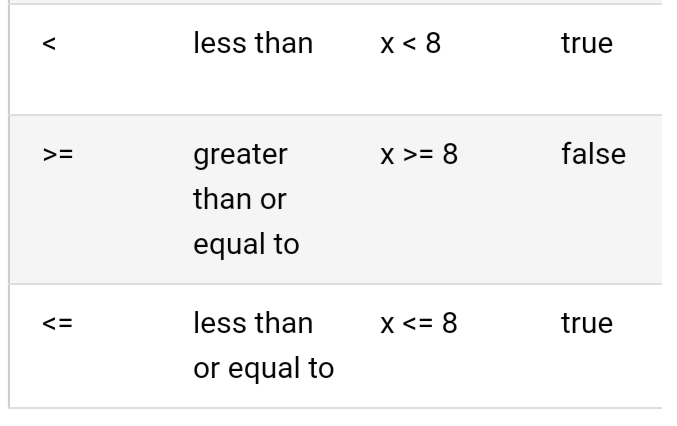 < less than x < 8 true
>= greater x >= 8 false
than or
equal to
<= less than x <= 8 true
or equal to